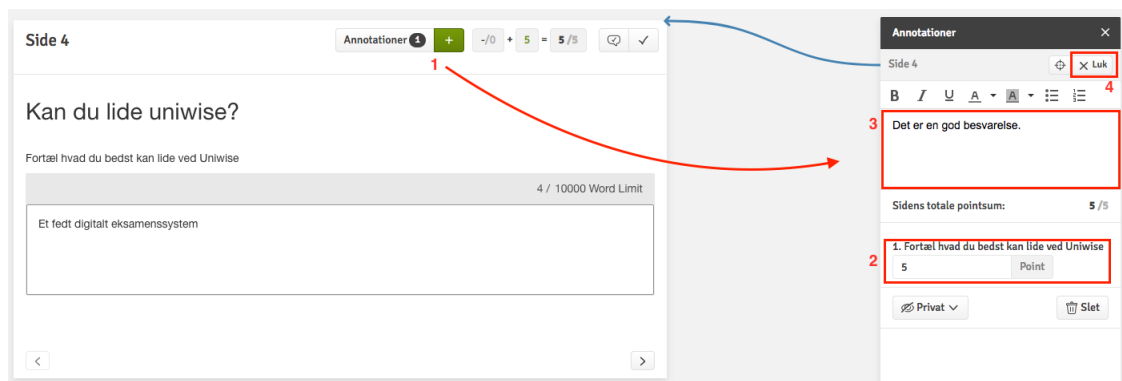 Side 4
Annotationer 1 + -/0 + 5 = 5 /5
1
Kan du lide uniwise?
Fortæl hvad du bedst kan lide ved Uniwise
4 / 10000 Word Limit
Et fedt digitalt eksamenssystem
Annotationer
Side 4
Luk
4
B I U A A
3
Det er en god besvarelse.
Sidens totale pointsum: 5 /5
1. Fortæl hvad du bedst kan lide ved Uniwise
2
5 Point
Privat
Slet